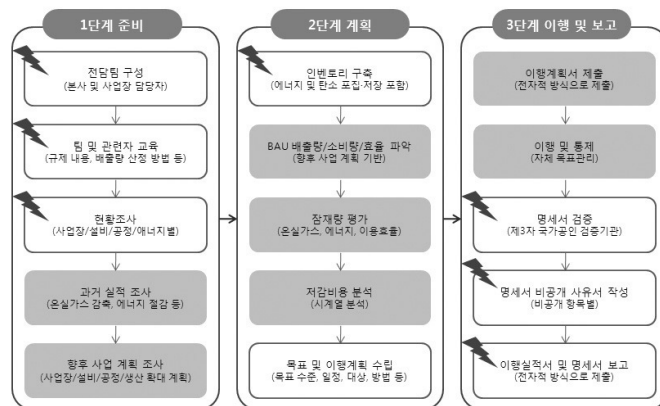 1단계 준비
전담팀 구성
(본사 및 사업장 담당자)
팀 및 관련자 교육
(규제 내용, 배출량 산정 방법 등)
현황조사
(사업장/설비/공정/애너지별)
과거 실적 조사
(온실가스 감축, 에너지 절감 등)
향후 사업 계획 조사
(사업장/설비/공정/생산 확대 계획)
2단계 계획
인벤토리 구축
(에너지 및 탄소 포집·저장 포함)
BAU 배출량/소비량/효율 파악
(향후 사업 계획 기반)
잠재량 평가
(온실가스, 에너지, 이용효율)
저감비용 분석
(시계열 분석)
목표 및 이행계획 수립
(목표 수준, 일정, 대상, 방법 등)
3단계 이행 및 보고
이행계획서 제출
(전자적 방식으로 제출)
이행 및 통제
(자체 목표관리)
명세서 검증
(제3자 국가공인 검증기관)
명세서 비공개 사유서 작성
(비공개 항목별)
이행실적서 및 명세서 보고
(전자적 방식으로 제출)